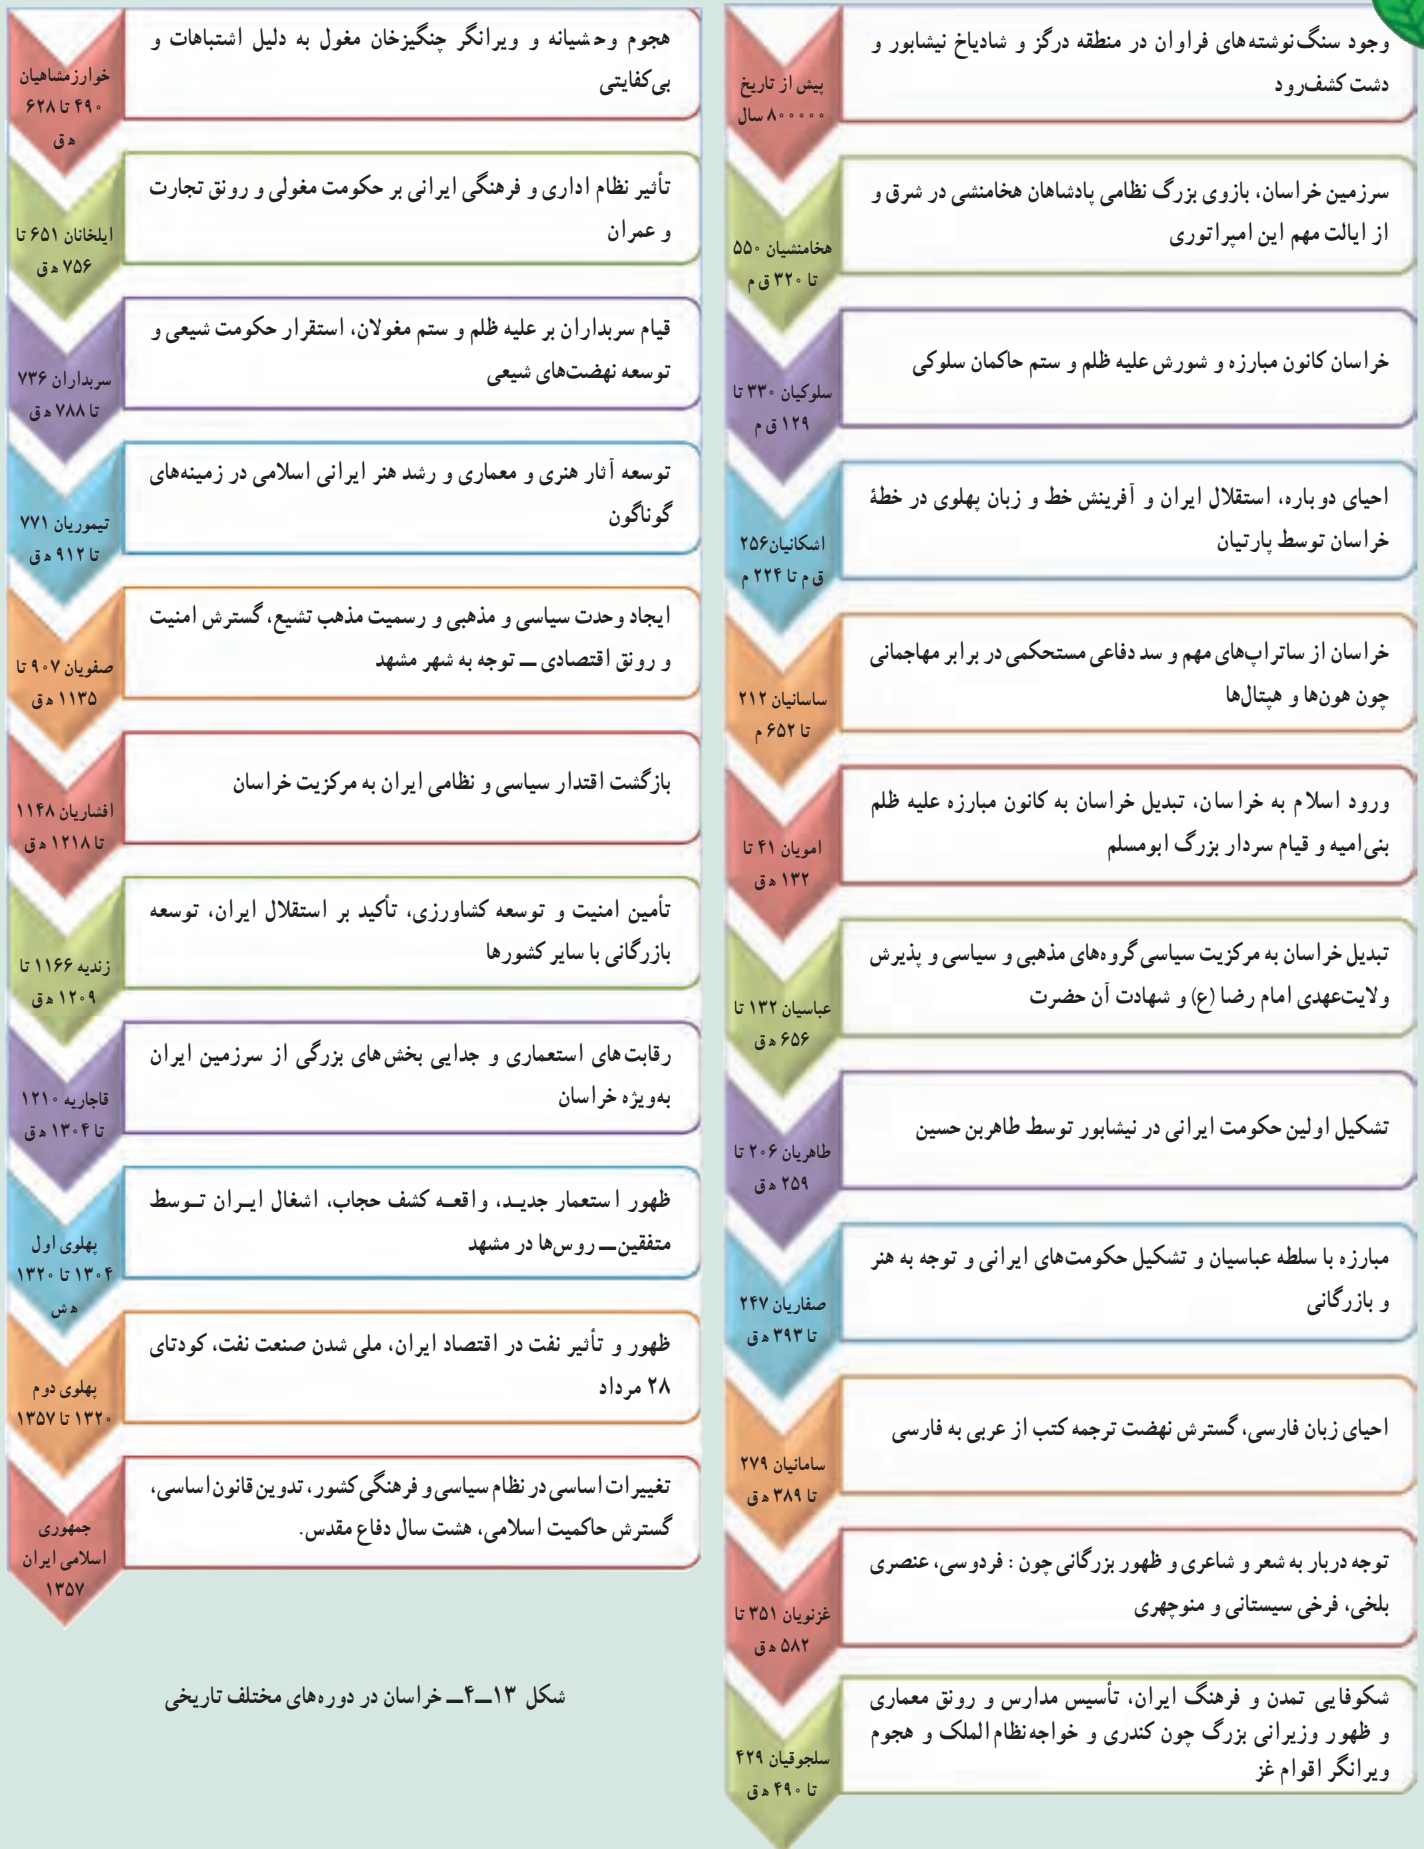 وجود سنگ‌نوشته‌های فراوان در منطقه درگز و شادیاخ نیشابور و
دشت کشف‌رود
پیش از تاریخ
۸۰۰۰۰۰ سال
سرزمین خراسان، بازوی بزرگ نظامی پادشاهان هخامنشی در شرق و
از ایالت مهم این امپراتوری
هخامنشیان ۵۵۰
تا ۳۲۰ ق م
خراسان کانون مبارزه و شورش علیه ظلم و ستم حاکمان سلوکی
سلوکیان ۳۳۰ تا
۱۲۹ ق م
احیای دوباره، استقلال ایران و آفرینش خط و زبان پهلوی در خطهٔ
خراسان توسط پارتیان
اشکانیان۲۵۶
ق م تا ۲۲۴ م
خراسان از ساتراپ‌های مهم و سد دفاعی مستحکمی در برابر مهاجمانی
چون هون‌ها و هپتال‌ها
ساسانیان ۲۱۲
تا ۶۵۲ م
ورود اسلام به خراسان، تبدیل خراسان به کانون مبارزه علیه ظلم
بنی‌امیه و قیام سردار بزرگ ابومسلم
امویان ۴۱ تا
۱۳۲ ه ق
تبدیل خراسان به مرکزیت سیاسی گروه‌های مذهبی و سیاسی و پذیرش
ولایت‌عهدی امام رضا (ع) و شهادت آن حضرت
عباسیان ۱۳۲ تا
۶۵۶ ه ق
تشکیل اولین حکومت ایرانی در نیشابور توسط طاهربن حسین
طاهریان ۲۰۶ تا
۲۵۹ ه ق
مبارزه با سلطه عباسیان و تشکیل حکومت‌های ایرانی و توجه به هنر
و بازرگانی
صفاریان ۲۴۷
تا ۳۹۳ ه ق
احیای زبان فارسی، گسترش نهضت ترجمه کتب از عربی به فارسی
سامانیان ۲۷۹
تا ۳۸۹ ه ق
توجه دربار به شعر و شاعری و ظهور بزرگانی چون : فردوسی، عنصری
بلخی، فرخی سیستانی و منوچهری
غزنویان ۳۵۱ تا
۵۸۲ ه ق
شکوفایی تمدن و فرهنگ ایران، تأسیس مدارس و رونق معماری
و ظهور وزیرانی بزرگ چون کندری و خواجه‌نظام‌الملک و هجوم
ویرانگر اقوام غز
سلجوقیان ۴۲۹
تا ۴۹۰ ه ق
هجوم وحشیانه و ویرانگر چنگیزخان مغول به دلیل اشتباهات و
بی‌کفایتی
خوارزمشاهیان
۴۹۰ تا ۶۲۸
ه ق
تأثیر نظام اداری و فرهنگی ایرانی بر حکومت مغولی و رونق تجارت
و عمران
ایلخانان ۶۵۱ تا
۷۵۶ ه ق
قیام سربداران بر علیه ظلم و ستم مغولان، استقرار حکومت شیعی و
توسعه نهضت‌های شیعی
سربداران ۷۳۶
تا ۷۸۸ ه ق
توسعه آثار هنری و معماری و رشد هنر ایرانی اسلامی در زمینه‌های
گوناگون
تیموریان ۷۷۱
تا ۹۱۲ ه ق
ایجاد وحدت سیاسی و مذهبی و رسمیت مذهب تشیع، گسترش امنیت
و رونق اقتصادی ــ توجه به شهر مشهد
صفویان ۹۰۷ تا
۱۱۳۵ ه ق
بازگشت اقتدار سیاسی و نظامی ایران به مرکزیت خراسان
افشاریان ۱۱۴۸
تا ۱۲۱۸ ه ق
تأمین امنیت و توسعه کشاورزی، تأکید بر استقلال ایران، توسعه
بازرگانی با سایر کشورها
زندیه ۱۱۶۶ تا
۱۲۰۹ ه ق
رقابت‌های استعماری و جدایی بخش‌های بزرگی از سرزمین ایران
به‌ویژه خراسان
قاجاریه ۱۲۱۰
تا ۱۳۰۴ ه ق
ظهور استعمار جدید، واقعه کشف حجاب، اشغال ایران توسط
متفقین‌ــ روس‌ها در مشهد
پهلوی اول
۱۳۰۴ تا ۱۳۲۰
ه ش
ظهور و تأثیر نفت در اقتصاد ایران، ملی شدن صنعت نفت، کودتای
۲۸ مرداد
پهلوی دوم
۱۳۲۰ تا ۱۳۵۷
تغییرات اساسی در نظام سیاسی و فرهنگی کشور، تدوین قانون اساسی،
گسترش حاکمیت اسلامی، هشت سال دفاع مقدس.
جمهوری
اسلامی ایران
۱۳۵۷
شکل ۱۳ــ۴ــ خراسان در دوره‌های مختلف تاریخی